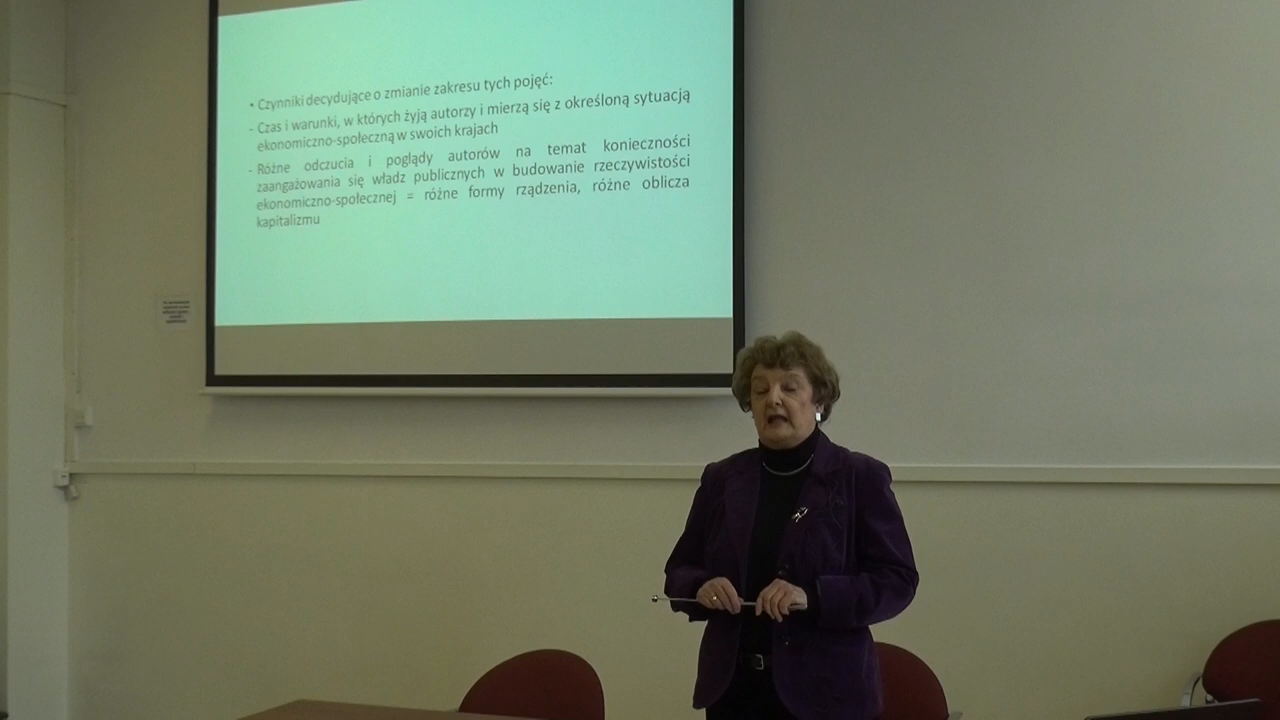 • Czynniki decydujące o zmianie zakresu tych pojęć:
- Czas i warunki, w których żyją autorzy i mierzą się z określoną sytuacją
ekonomiczno-społeczną w swoich krajach
- Różne odczucia i poglądy autorów na temat konieczności
zaangażowania się władz publicznych w budowanie rzeczywistości
ekonomiczno-społecznej = różne formy rządzenia, różne oblicza
kapitalizmu